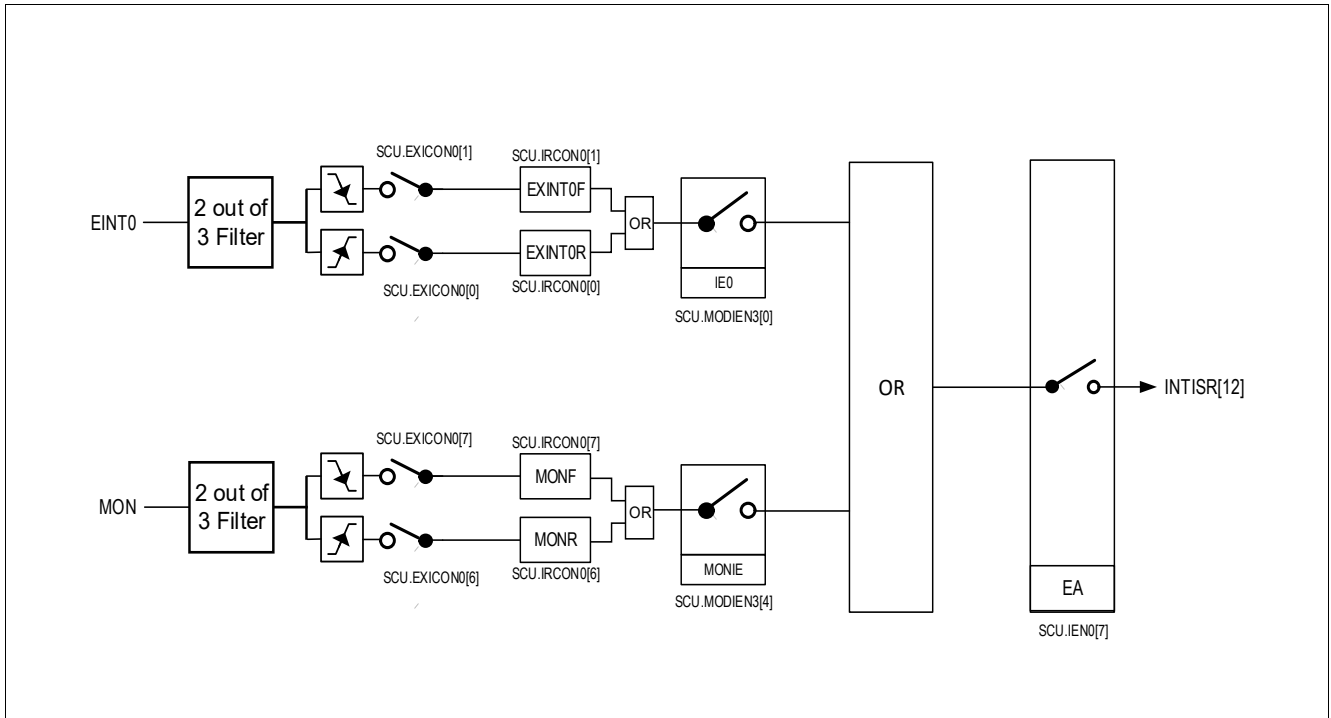 SCU.EXICON0[1]
SCU.IRCON0[1]
EINT0
2 out of
3 Filter
EXINT0F
OR
EXINT0R
SCU.EXICON0[0]
SCU.IRCON0[0]
IE0
SCU.MODIEN3[0]
OR
INTISR[12]
SCU.EXICON0[7]
SCU.IRCON0[7]
MON
2 out of
3 Filter
MONF
OR
MONR
SCU.EXICON0[6]
SCU.IRCON0[6]
MONIE
SCU.MODIEN3[4]
EA
SCU.IEN0[7]